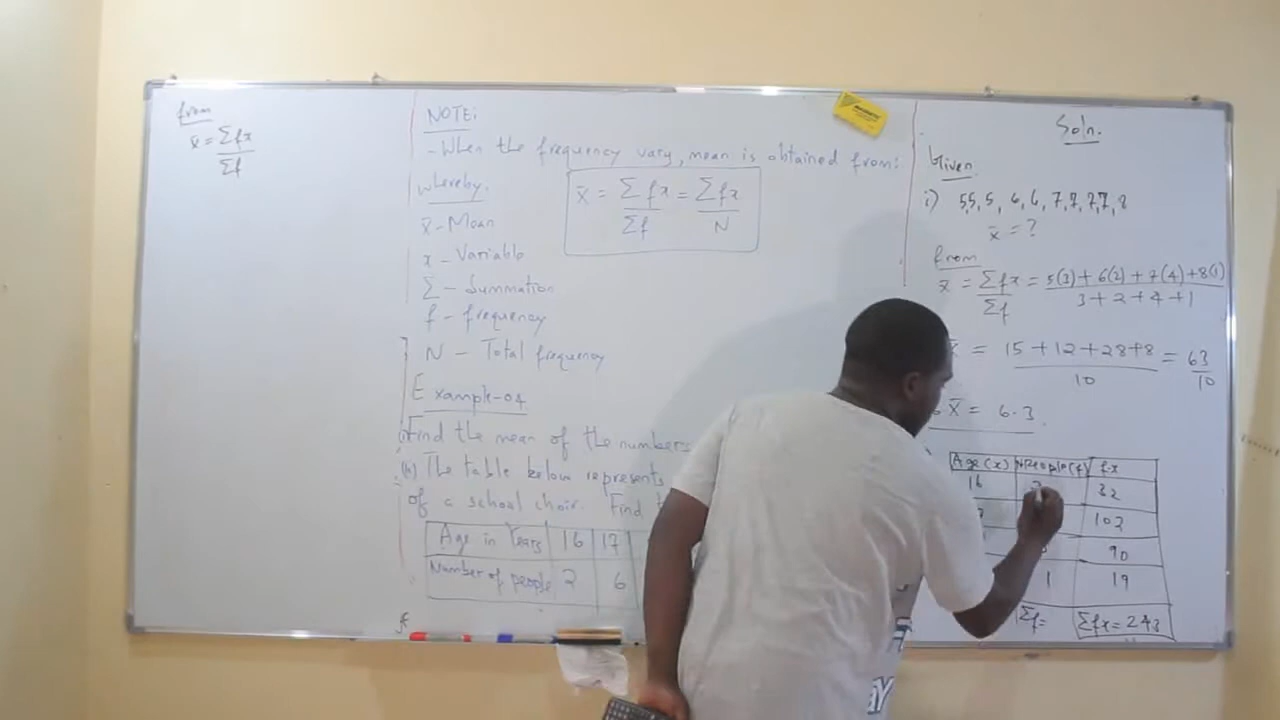 from
x̄ = Σfx
Σf
NOTE:
- When the frequency vary, mean is obtained from:
whereby.
x̄ = Σfx = Σfx
Σf N
x̄ - Mean
x - Variable
Σ - Summation
f - frequency
N - Total frequency
Example-04
Find the mean of the numbers
(ii) The table below represents
of a school choir. Find
Age in Years 16 17
Number of people 2 6
Soln.
Given
i) 5,5,5, 6,6,7,7,7,7,8
x̄ = ?
from
x̄ = Σfx = 5(3) + 6(2) + 7(4) + 8(1)
Σf 3 + 2 + 4 + 1
= 15 + 12 + 28 + 8 = 63
10 10
x̄ = 6.3.
Age (x) N People (f) fx
16 32
102
90
1 19
Σf= Σfx = 243